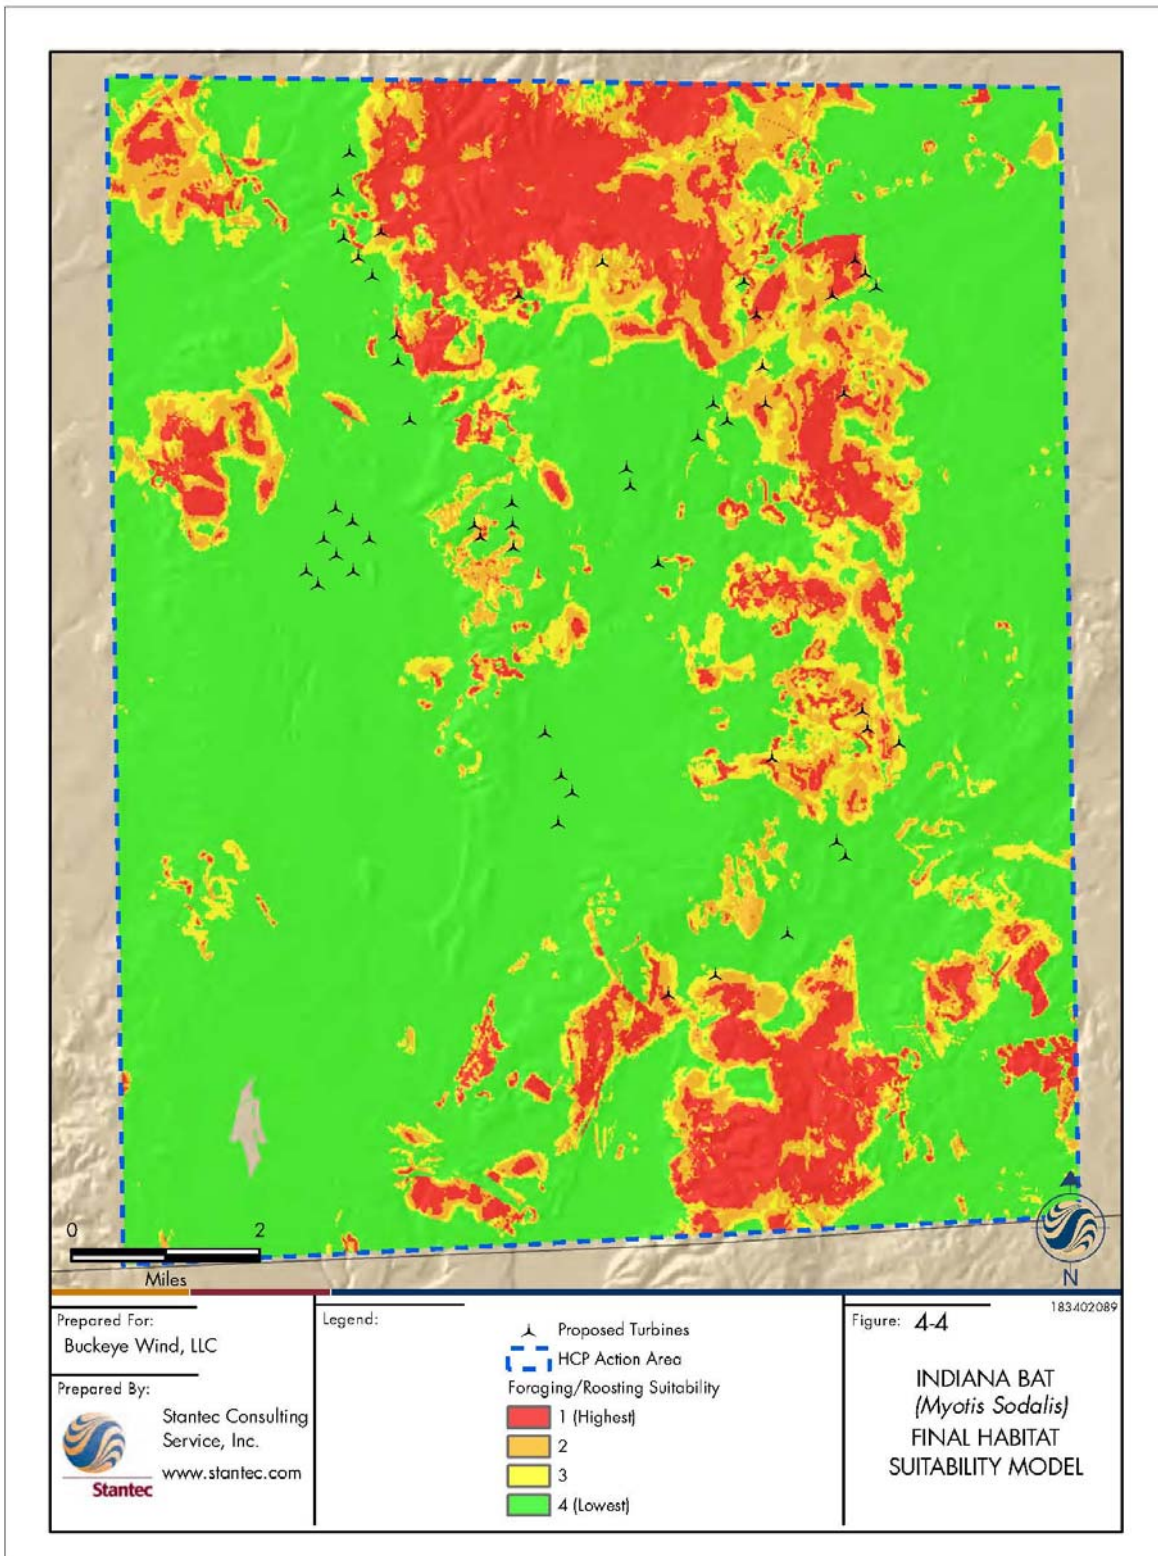 0 2
Miles
N
183402089
Prepared For:
Buckeye Wind, LLC
Prepared By:
Stantec Consulting
Service, Inc.
www.stantec.com
Stantec
Legend:
Proposed Turbines
HCP Action Area
Foraging/Roosting Suitability
1 (Highest)
2
3
4 (Lowest)
Figure: 4-4
INDIANA BAT
(Myotis Sodalis)
FINAL HABITAT
SUITABILITY MODEL